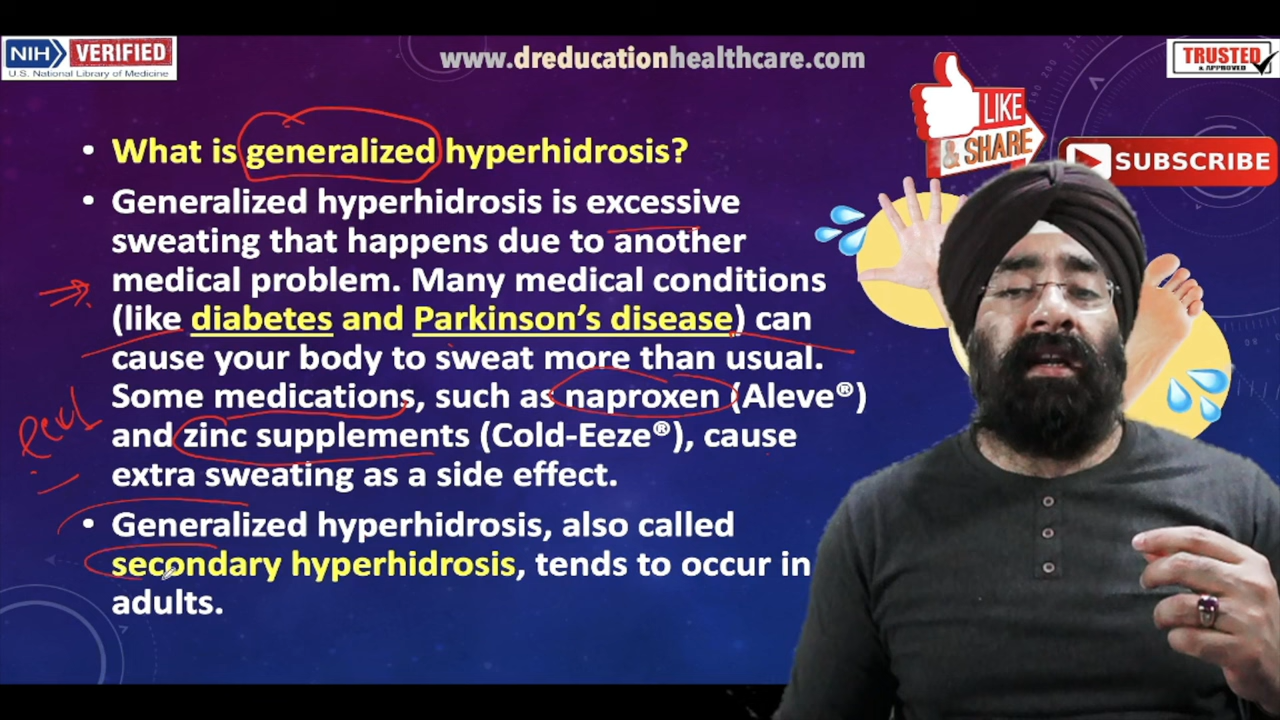 NIH VERIFIED
U.S. National Library of Medicine
www.dreducationhealthcare.com
TRUSTED
& APPROVED
LIKE
& SHARE
SUBSCRIBE
• What is generalized hyperhidrosis?
• Generalized hyperhidrosis is excessive
sweating that happens due to another
medical problem. Many medical conditions
(like diabetes and Parkinson’s disease) can
cause your body to sweat more than usual.
Some medications, such as naproxen (Aleve®)
and zinc supplements (Cold-Eeze®), cause
extra sweating as a side effect.
• Generalized hyperhidrosis, also called
secondary hyperhidrosis, tends to occur in
adults.